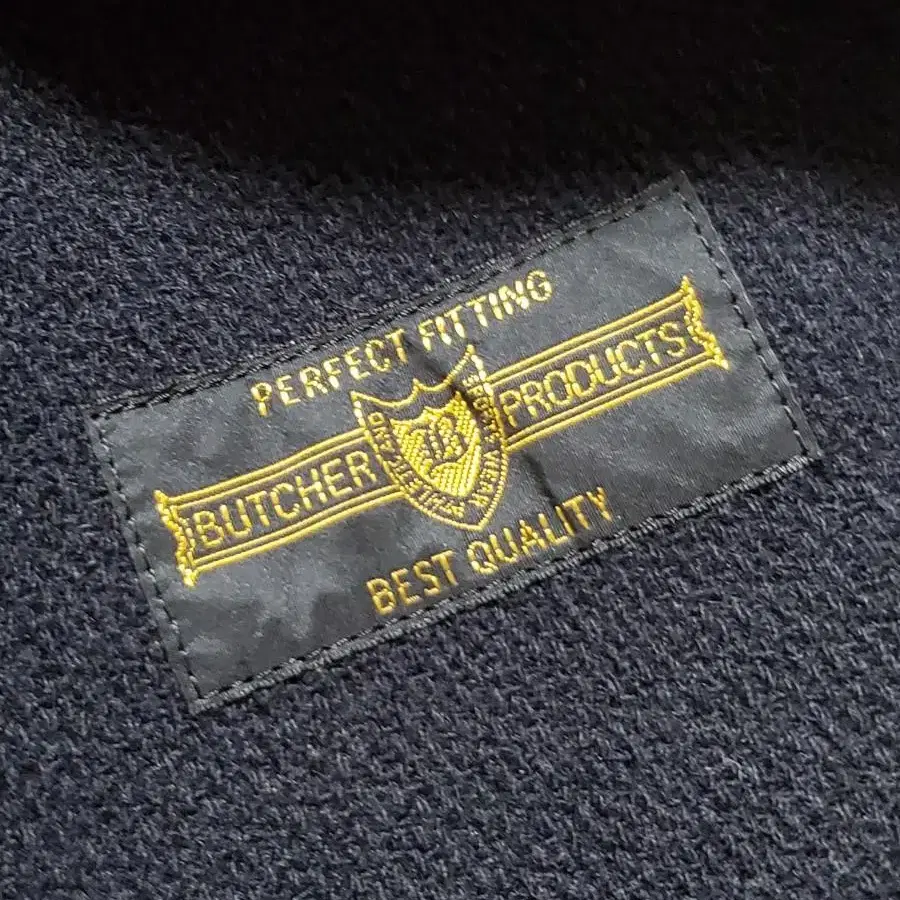 PERFECT FITTING
BUTCHER PRODUCTS
B
BEST QUALITY